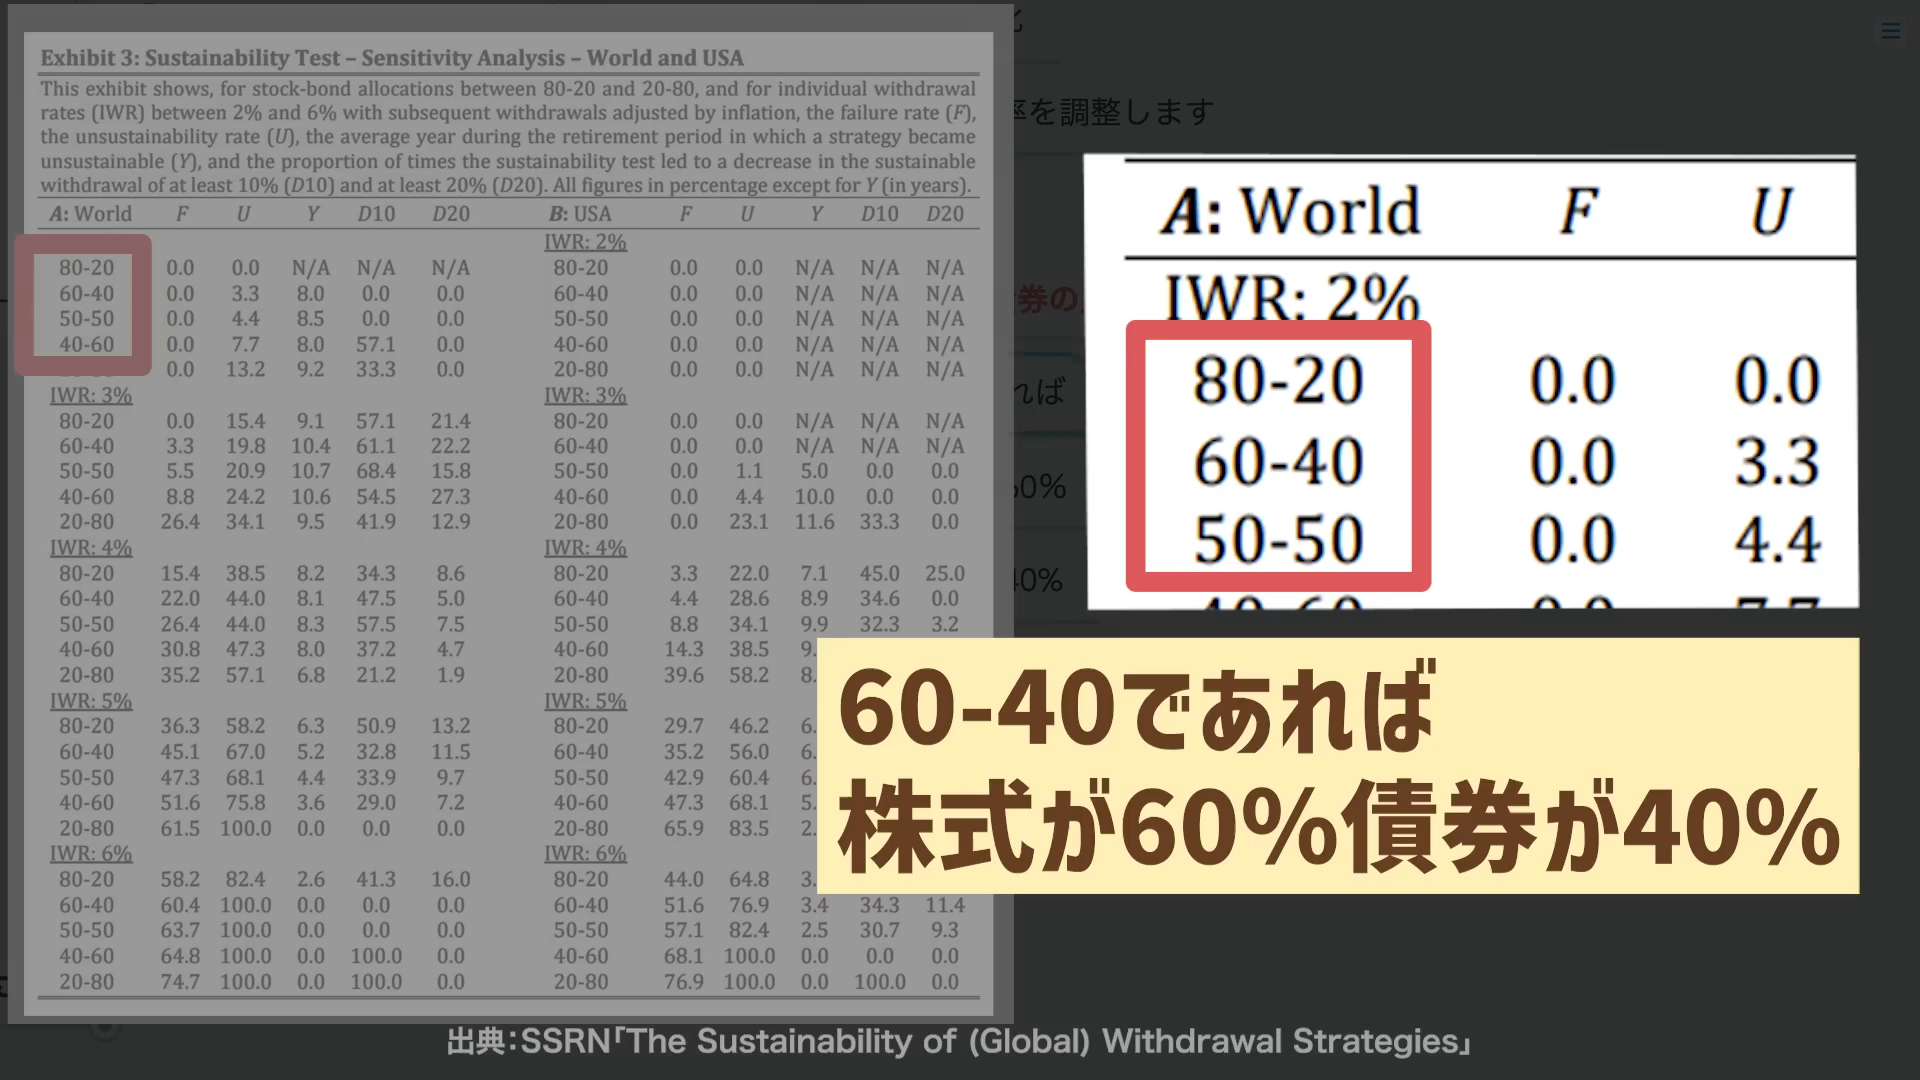 Exhibit 3: Sustainability Test – Sensitivity Analysis – World and USA
This exhibit shows, for stock-bond allocations between 80-20 and 20-80, and for individual withdrawal
rates (IWR) between 2% and 6% with subsequent withdrawals adjusted by inflation, the failure rate (F),
the unsustainability rate (U), the average year during the retirement period in which a strategy became
unsustainable (Y), and the proportion of times the sustainability test led to a decrease in the sustainable
withdrawal of at least 10% (D10) and at least 20% (D20). All figures in percentage except for Y (in years).
A: World F U Y D10 D20 B: USA F U Y D10 D20
IWR: 2%
80-20 0.0 0.0 N/A N/A N/A 80-20 0.0 0.0 N/A N/A N/A
60-40 0.0 3.3 8.0 0.0 0.0 60-40 0.0 0.0 N/A N/A N/A
50-50 0.0 4.4 8.5 0.0 0.0 50-50 0.0 0.0 N/A N/A N/A
40-60 0.0 7.7 8.0 57.1 0.0 40-60 0.0 0.0 N/A N/A N/A
0.0 13.2 9.2 33.3 0.0 20-80 0.0 0.0 N/A N/A N/A
IWR: 3% IWR: 3%
80-20 0.0 15.4 9.1 57.1 21.4 80-20 0.0 0.0 N/A N/A N/A
60-40 3.3 19.8 10.4 61.1 22.2 60-40 0.0 0.0 N/A N/A N/A
50-50 5.5 20.9 10.7 68.4 15.8 50-50 0.0 1.1 5.0 0.0 0.0
40-60 8.8 24.2 10.6 54.5 27.3 40-60 0.0 4.4 10.0 0.0 0.0
20-80 26.4 34.1 9.5 41.9 12.9 20-80 0.0 23.1 11.6 33.3 0.0
IWR: 4% IWR: 4%
80-20 15.4 38.5 8.2 34.3 8.6 80-20 3.3 22.0 7.1 45.0 25.0
60-40 22.0 44.0 8.1 47.5 5.0 60-40 4.4 28.6 8.9 34.6 0.0
50-50 26.4 44.0 8.3 57.5 7.5 50-50 8.8 34.1 9.9 32.3 3.2
40-60 30.8 47.3 8.0 37.2 4.7 40-60 14.3 38.5 9.
20-80 35.2 57.1 6.8 21.2 1.9 20-80 39.6 58.2 8.
IWR: 5% IWR: 5%
80-20 36.3 58.2 6.3 50.9 13.2 80-20 29.7 46.2 6.
60-40 45.1 67.0 5.2 32.8 11.5 60-40 35.2 56.0 6.
50-50 47.3 68.1 4.4 33.9 9.7 50-50 42.9 60.4 6.
40-60 51.6 75.8 3.6 29.0 7.2 40-60 47.3 68.1 5.
20-80 61.5 100.0 0.0 0.0 0.0 20-80 65.9 83.5 2.
IWR: 6% IWR: 6%
80-20 58.2 82.4 2.6 41.3 16.0 80-20 44.0 64.8 3.
60-40 60.4 100.0 0.0 0.0 0.0 60-40 51.6 76.9 3.4 34.3 11.4
50-50 63.7 100.0 0.0 0.0 0.0 50-50 57.1 82.4 2.5 30.7 9.3
40-60 64.8 100.0 0.0 100.0 0.0 40-60 68.1 100.0 0.0 0.0 0.0
20-80 74.7 100.0 0.0 100.0 0.0 20-80 76.9 100.0 0.0 100.0 0.0
を調整します
券の
れば
0%
40%
A: World F U
IWR: 2%
80-20 0.0 0.0
60-40 0.0 3.3
50-50 0.0 4.4
40-60 0.0 7.7
60-40であれば
株式が60%債券が40%
出典：SSRN「The Sustainability of (Global) Withdrawal Strategies」